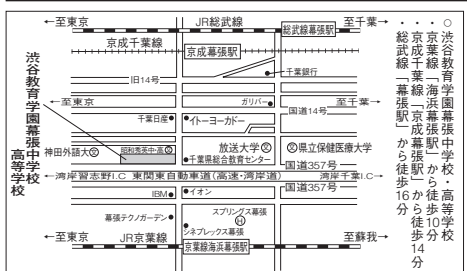 ○渋谷教育学園幕張中学校・高等学校
・京葉線「海浜幕張駅」から徒歩10分
・京成千葉線「京成幕張駅」から徒歩14分
・総武線「幕張駅」から徒歩16分
←至東京
JR総武線
至千葉→
総武線幕張駅
京成千葉線
京成幕張駅
千葉銀行
旧14号
←至東京
ガリバー
国道14号
至千葉→
千葉日産
イトーヨーカドー
渋谷教育学園幕張中学校
高等学校
神田外語大文
昭和秀英中・高文
放送大学文
文県立保健医療大学
千葉県総合教育センター
国道357号
←湾岸習志野I.C
東関東自動車道(高速・湾岸道)
湾岸千葉I.C→
IBM
イオン
国道357号
幕張テクノガーデン
スプリングス幕張
H
シネプレックス幕張
←至東京
JR京葉線
至蘇我→
京葉線海浜幕張駅